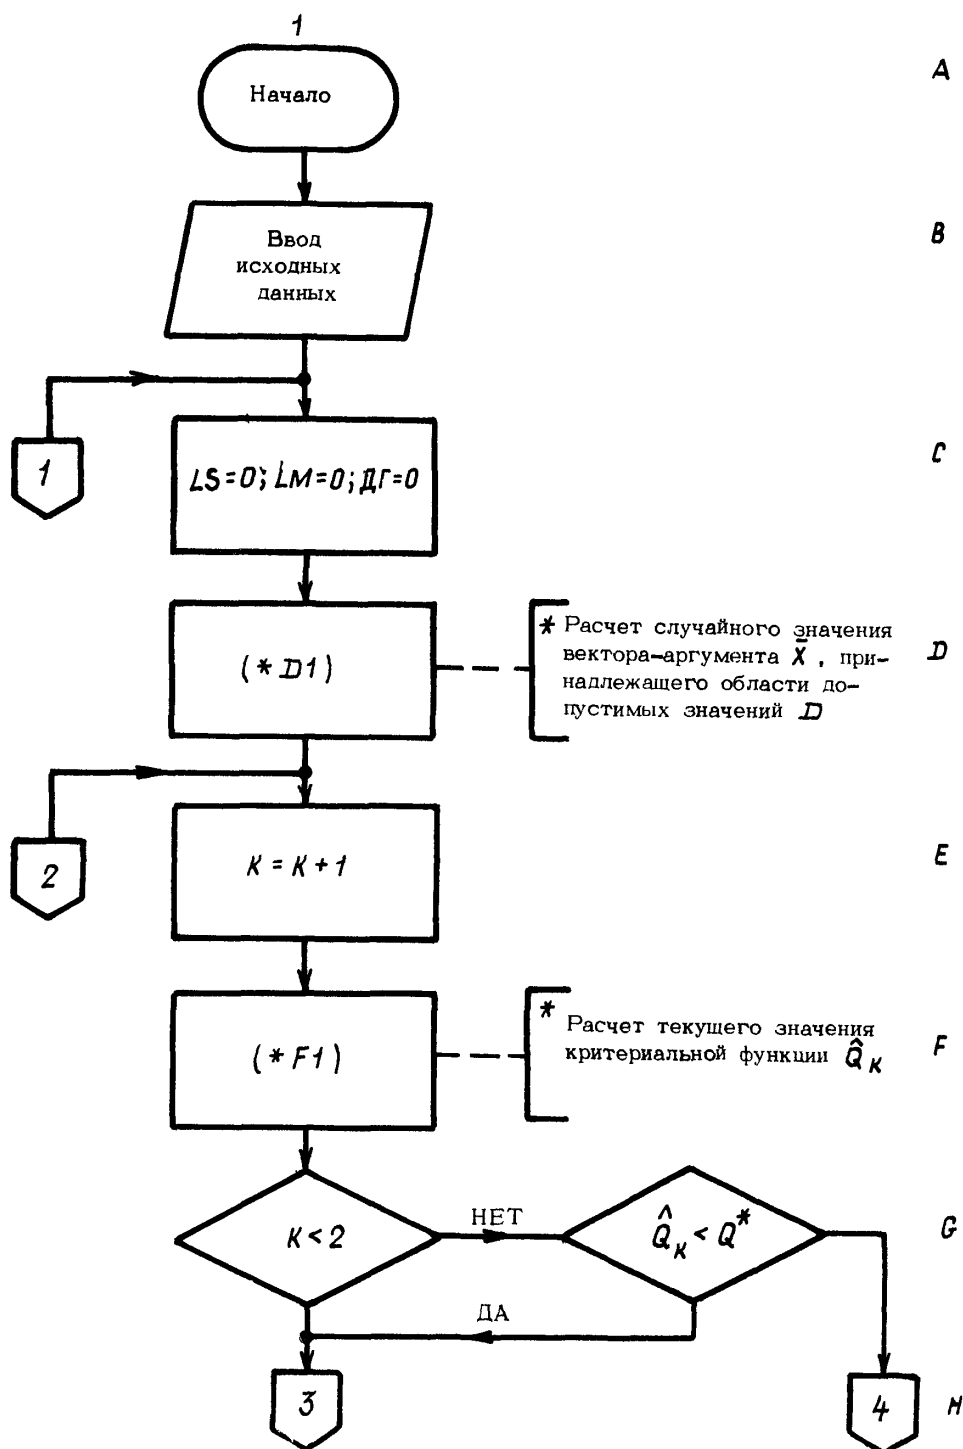 1
A
Начало
B
Ввод
исходных
данных
1
C
LS=0; LM=0; ДГ=0
(*D1)
* Расчет случайного значения
вектора-аргумента X̄, при-
надлежащего области до-
пустимых значений D
D
2
K = K + 1
E
(*F1)
*
Расчет текущего значения
критериальной функции Q̂к
F
K < 2
НЕТ
Q̂к < Q*
G
ДА
3
4
H